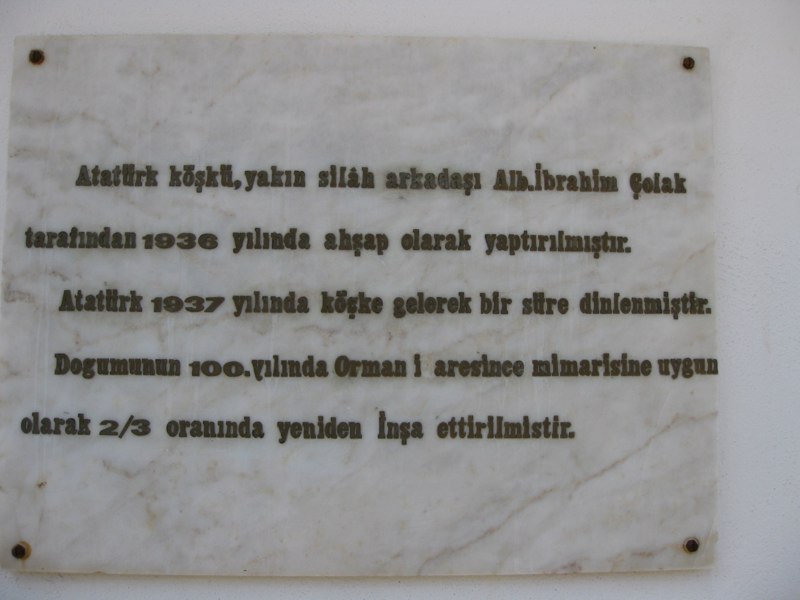 Atatürk köşkü, yakın silâh arkadaşı Alb.İbrahim Çolak
tarafından 1936 yılında ahşap olarak yaptırılmıştır.
Atatürk 1937 yılında köşke gelerek bir süre dinlenmiştir.
Dogumunun 100.yılında Orman i aresince mimarisine uygun
olarak 2/3 oranında yeniden İnşa ettirilmistir.